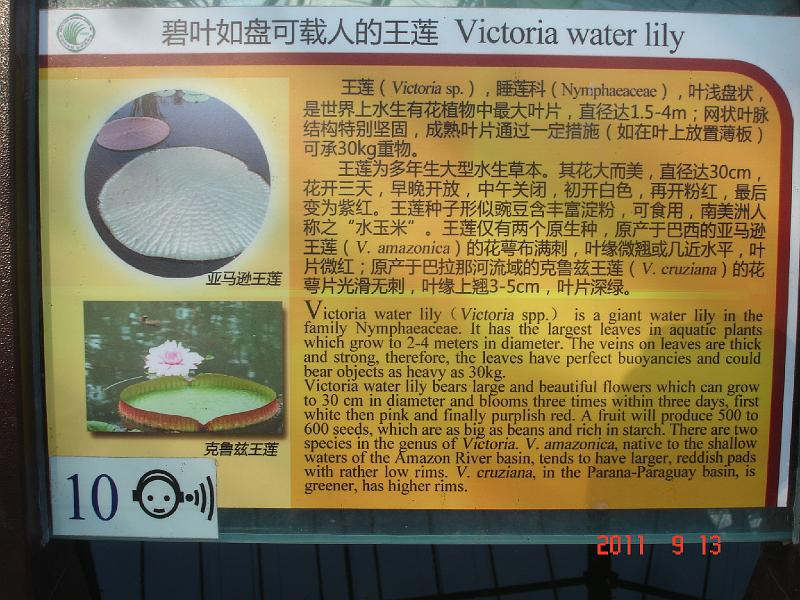 碧叶如盘可载人的王莲 Victoria water lily
王莲（Victoria sp.），睡莲科（Nymphaeaceae），叶浅盘状，
是世界上水生有花植物中最大叶片，直径达1.5-4m；网状叶脉
结构特别坚固，成熟叶片通过一定措施（如在叶上放置薄板）
可承30kg重物。
王莲为多年生大型水生草本。其花大而美，直径达30cm，
花开三天，早晚开放，中午关闭，初开白色，再开粉红，最后
变为紫红。王莲种子形似豌豆含丰富淀粉，可食用，南美洲人
称之“水玉米”。王莲仅有两个原生种，原产于巴西的亚马逊
王莲（V. amazonica）的花萼布满刺，叶缘微翘或几近水平，叶
片微红；原产于巴拉那河流域的克鲁兹王莲（V. cruziana）的花
萼片光滑无刺，叶缘上翘3-5cm，叶片深绿。
亚马逊王莲
Victoria water lily（Victoria spp.） is a giant water lily in the
family Nymphaeaceae. It has the largest leaves in aquatic plants
which grow to 2-4 meters in diameter. The veins on leaves are thick
and strong, therefore, the leaves have perfect buoyancies and could
bear objects as heavy as 30kg.
Victoria water lily bears large and beautiful flowers which can grow
to 30 cm in diameter and blooms three times within three days, first
white then pink and finally purplish red. A fruit will produce 500 to
600 seeds, which are as big as beans and rich in starch. There are two
species in the genus of Victoria. V. amazonica, native to the shallow
waters of the Amazon River basin, tends to have larger, reddish pads
with rather low rims. V. cruziana, in the Parana-Paraguay basin, is
greener, has higher rims.
克鲁兹王莲
10
2011 9 13